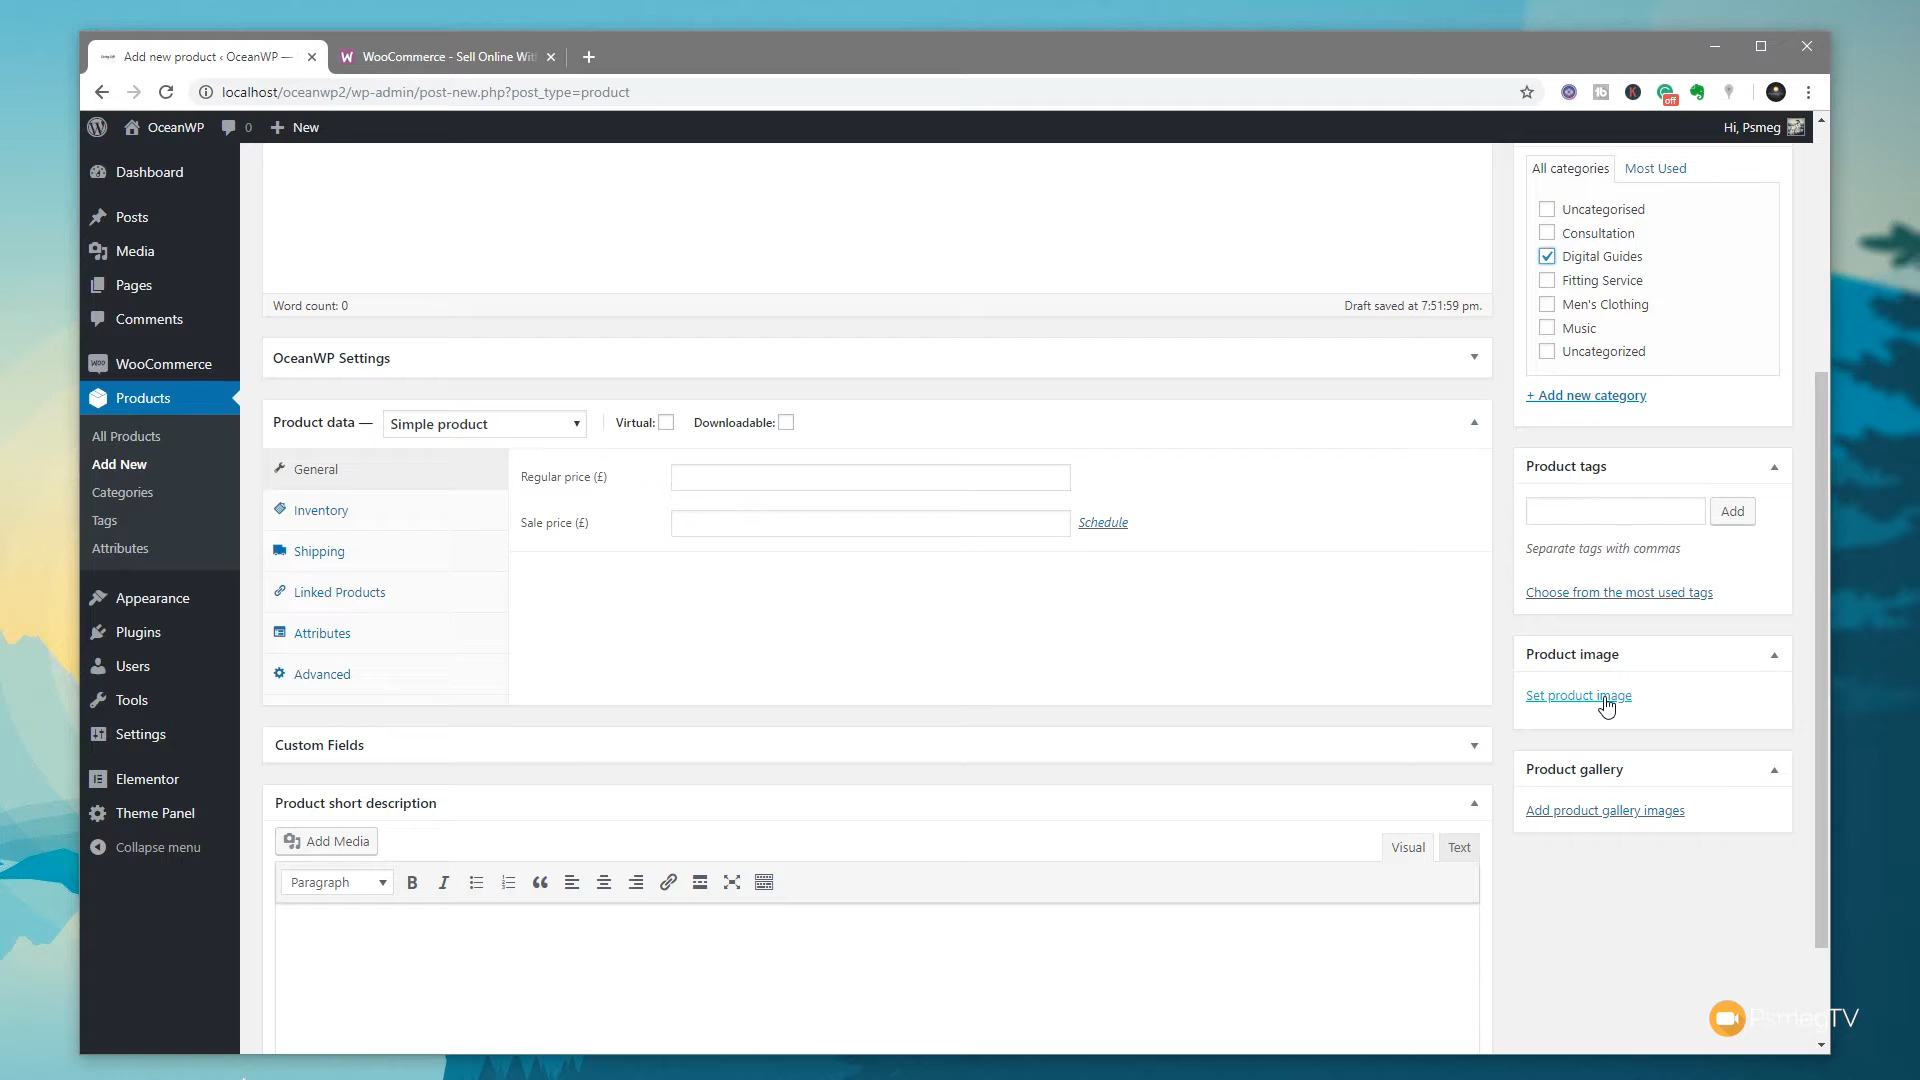 Add new product ‹ OceanWP —
WooCommerce - Sell Online Wit
localhost/oceanwp2/wp-admin/post-new.php?post_type=product
off
OceanWP
0
New
Hi, Psmeg
Dashboard
Posts
Media
Pages
Comments
WooCommerce
Products
All Products
Add New
Categories
Tags
Attributes
Appearance
Plugins
Users
Tools
Settings
Elementor
Theme Panel
Collapse menu
Word count: 0
Draft saved at 7:51:59 pm.
OceanWP Settings
Product data —
Simple product
Virtual:
Downloadable:
General
Inventory
Shipping
Linked Products
Attributes
Advanced
Regular price (£)
Sale price (£)
Schedule
Custom Fields
Product short description
Add Media
Visual
Text
Paragraph
All categories
Most Used
Uncategorised
Consultation
Digital Guides
Fitting Service
Men's Clothing
Music
Uncategorized
+ Add new category
Product tags
Add
Separate tags with commas
Choose from the most used tags
Product image
Set product image
Product gallery
Add product gallery images
PsmegTV